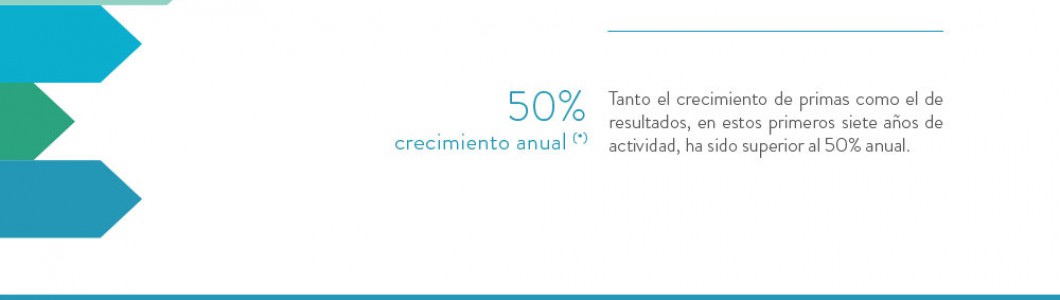 50%
crecimiento anual (*)
Tanto el crecimiento de primas como el de
resultados, en estos primeros siete años de
actividad, ha sido superior al 50% anual.